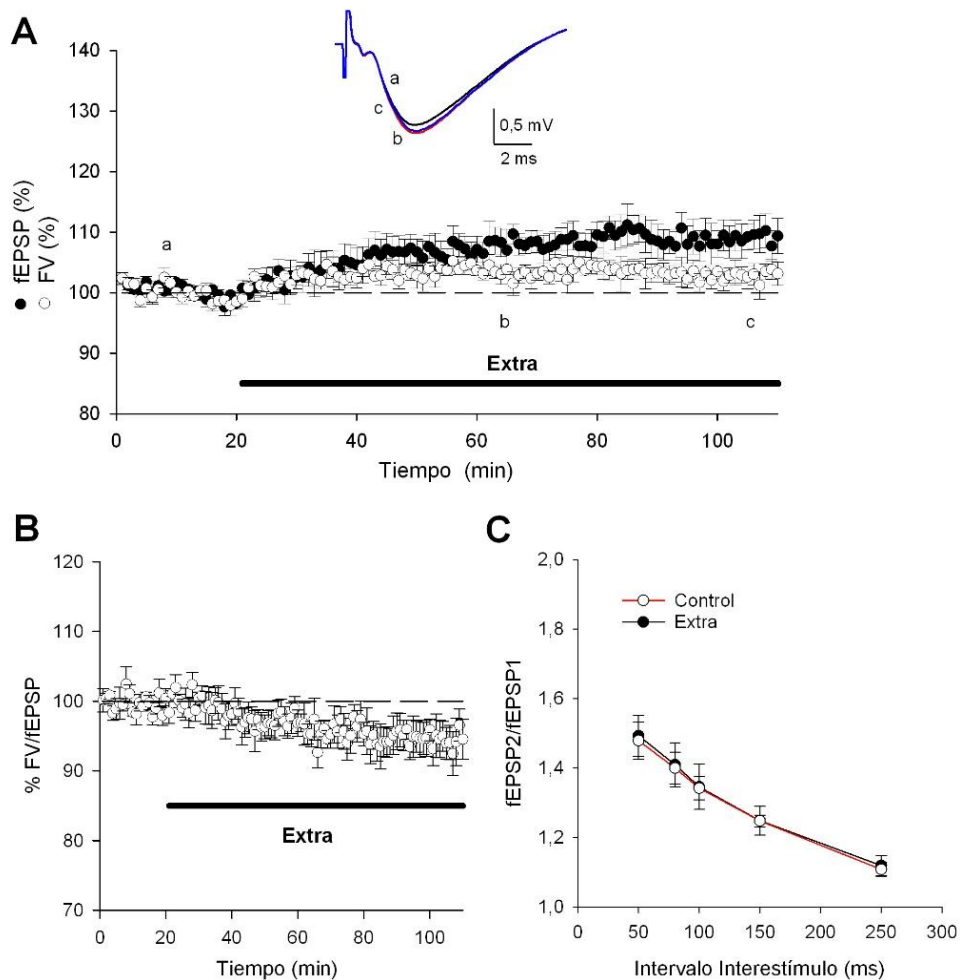 A
140
130
120
110
100
90
80
● fEPSP (%)
○ FV (%)
a
c
b
0,5 mV
2 ms
a
b
c
Extra
0
20
40
60
80
100
Tiempo (min)
B
120
110
100
90
80
70
% FV/fEPSP
Extra
0
20
40
60
80
100
Tiempo (min)
C
2,0
1,8
1,6
1,4
1,2
1,0
fEPSP2/fEPSP1
Control
Extra
0
50
100
150
200
250
300
Intervalo Interestímulo (ms)